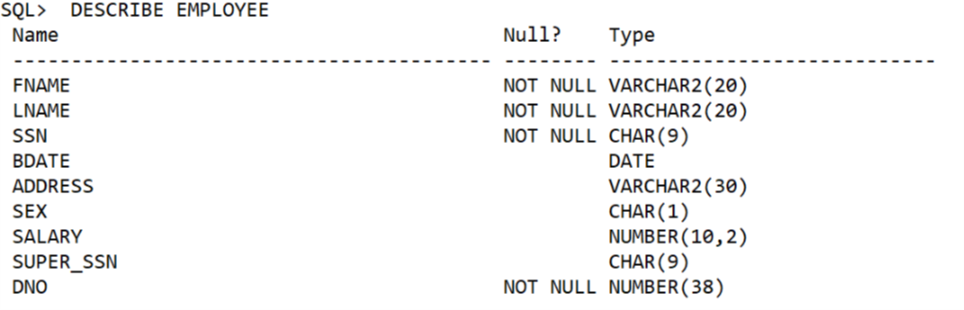 SQL>  DESCRIBE EMPLOYEE
 Name                                      Null?    Type
 ----------------------------------------- -------- ----------------------------
 FNAME                                     NOT NULL VARCHAR2(20)
 LNAME                                     NOT NULL VARCHAR2(20)
 SSN                                       NOT NULL CHAR(9)
 BDATE                                              DATE
 ADDRESS                                            VARCHAR2(30)
 SEX                                                CHAR(1)
 SALARY                                             NUMBER(10,2)
 SUPER_SSN                                          CHAR(9)
 DNO                                       NOT NULL NUMBER(38)